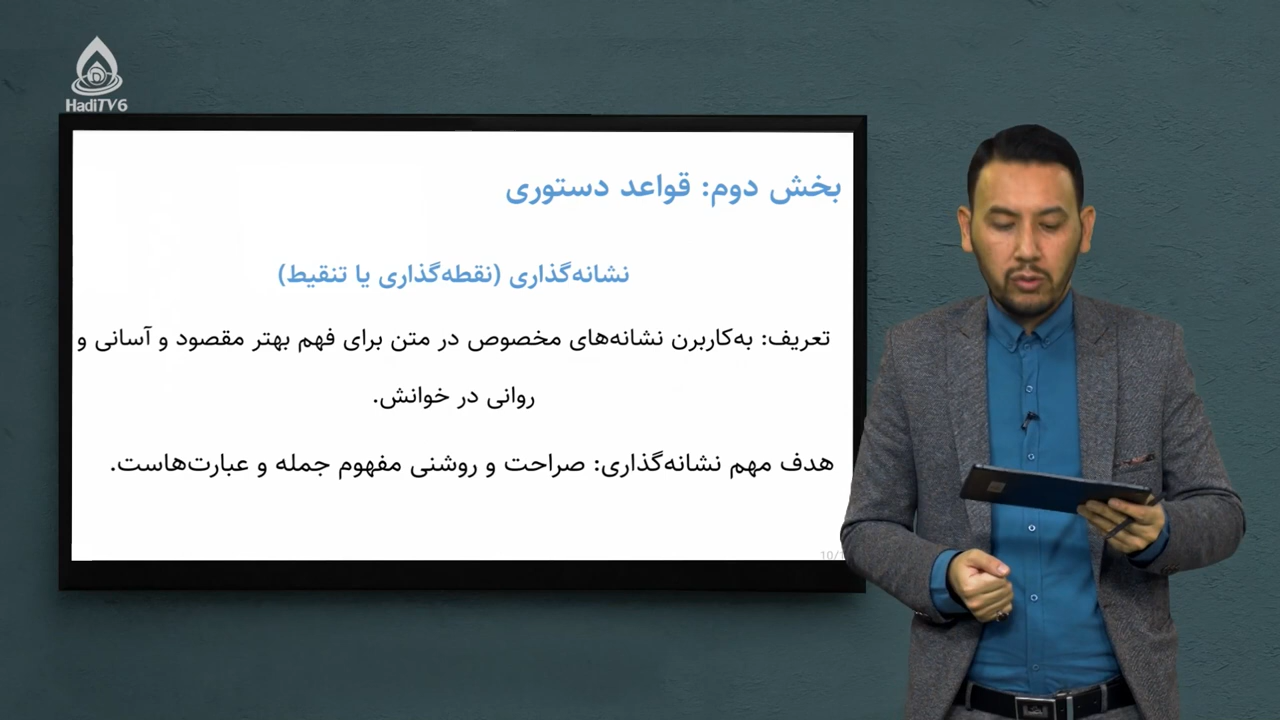 HadiTV6
بخش دوم: قواعد دستوری
نشانه‌گذاری (نقطه‌گذاری یا تنقیط)
تعریف: به‌کاربرن نشانه‌های مخصوص در متن برای فهم بهتر مقصود و آسانی و
روانی در خوانش.
هدف مهم نشانه‌گذاری: صراحت و روشنی مفهوم جمله و عبارت‌هاست.